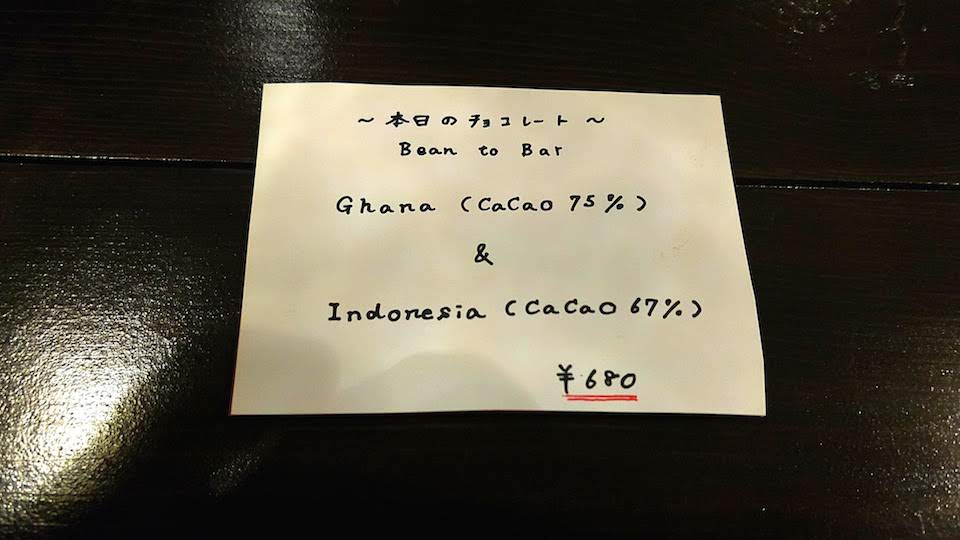 ～本日のチョコレート～
Bean to Bar
Ghana (CaCao 75%)
&
Indonesia (CaCao 67%)
¥680